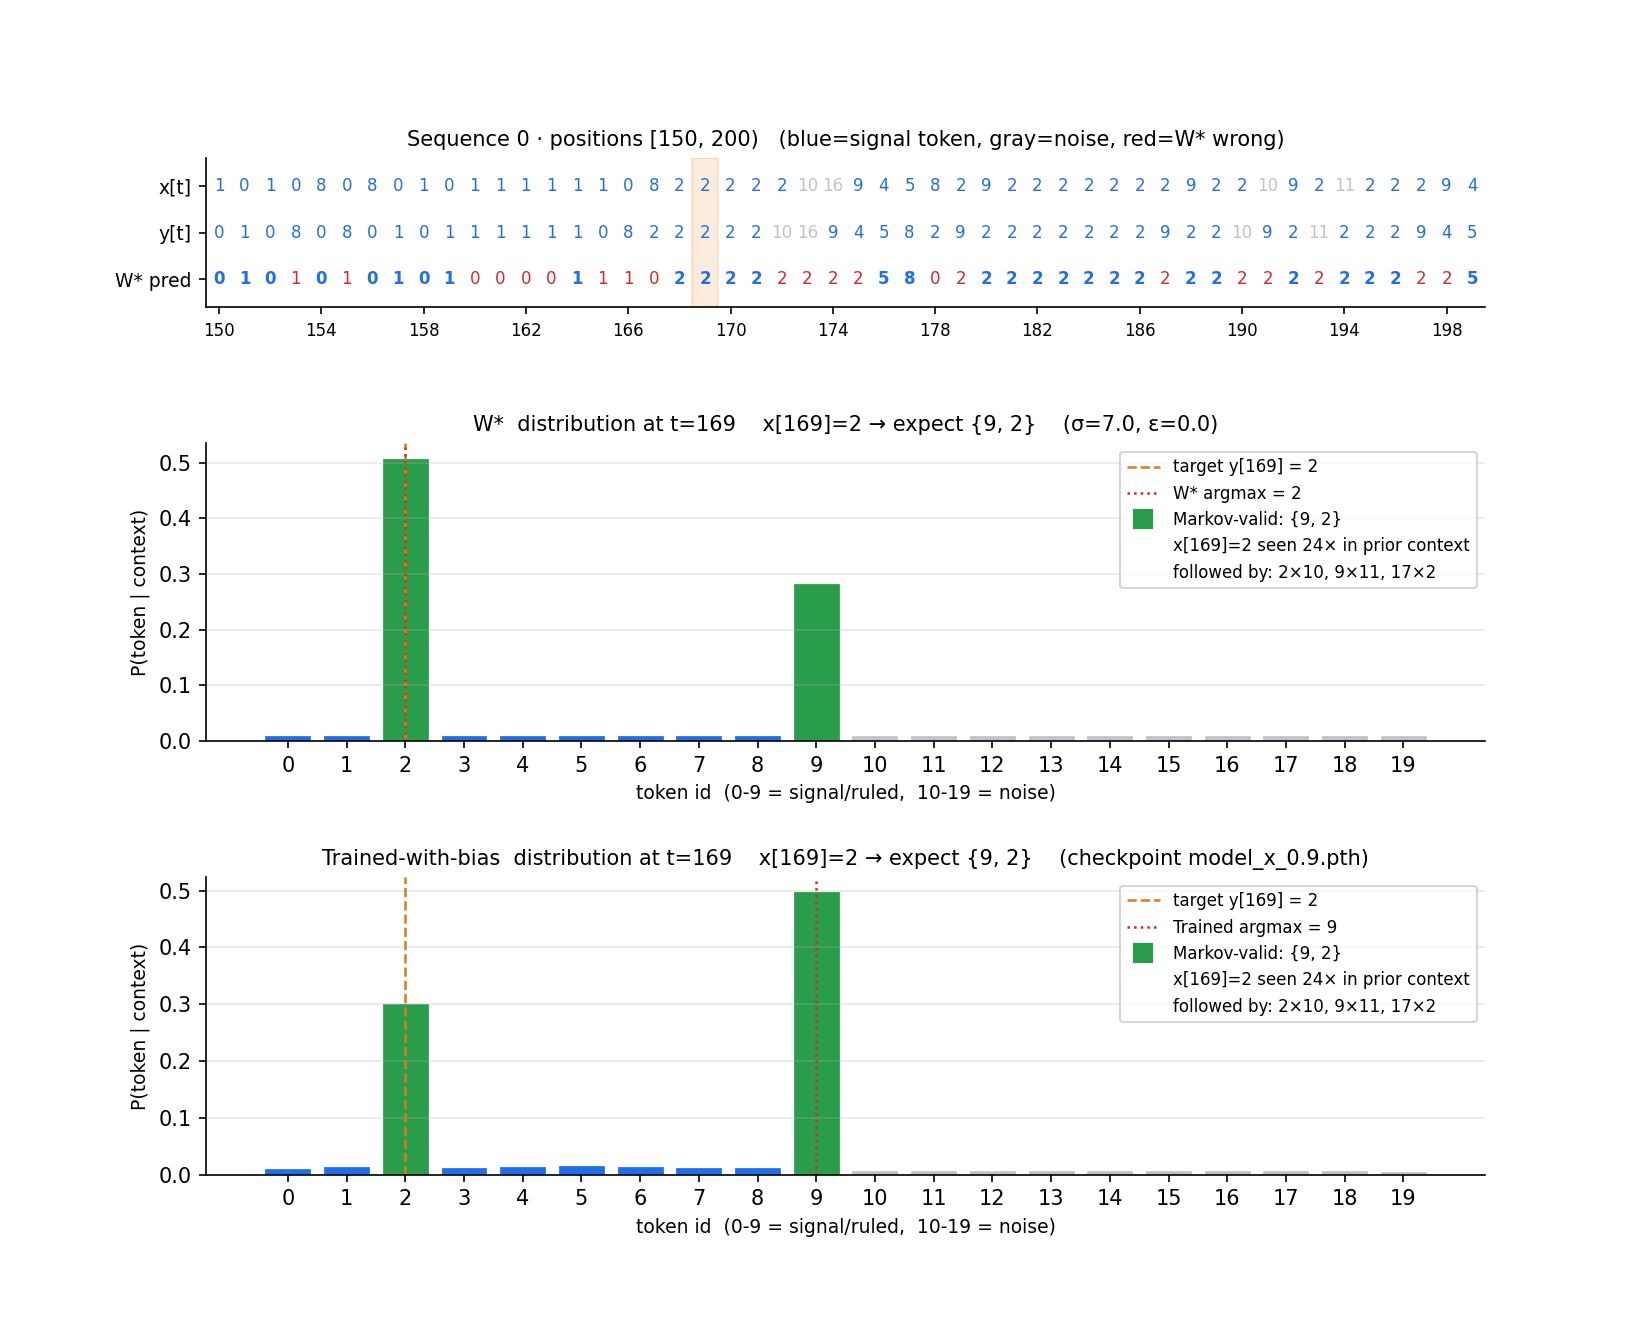 Sequence 0 · positions [150, 200)   (blue=signal token, gray=noise, red=W* wrong)
x[t] 1 0 1 0 8 0 8 0 1 0 1 1 1 1 1 1 0 8 2 2 2 2 2 10 16 9 4 5 8 2 9 2 2 2 2 2 2 2 9 2 2 10 9 2 11 2 2 2 9 4
y[t] 0 1 0 8 0 8 0 1 0 1 1 1 1 1 1 0 8 2 2 2 2 2 10 16 9 4 5 8 2 9 2 2 2 2 2 2 2 9 2 2 10 9 2 11 2 2 2 9 4 5
W* pred 0 1 0 1 0 1 0 1 0 1 0 0 0 0 1 1 1 0 2 2 2 2 2 2 2 2 5 8 0 2 2 2 2 2 2 2 2 2 2 2 2 2 2 2 2 2 2 2 2 5
150 154 158 162 166 170 174 178 182 186 190 194 198
W*  distribution at t=169    x[169]=2 → expect {9, 2}    (σ=7.0, ε=0.0)
P(token | context)
0.5
0.4
0.3
0.2
0.1
0.0
target y[169] = 2
W* argmax = 2
Markov-valid: {9, 2}
x[169]=2 seen 24× in prior context
followed by: 2×10, 9×11, 17×2
0 1 2 3 4 5 6 7 8 9 10 11 12 13 14 15 16 17 18 19
token id  (0-9 = signal/ruled,  10-19 = noise)
Trained-with-bias  distribution at t=169    x[169]=2 → expect {9, 2}    (checkpoint model_x_0.9.pth)
P(token | context)
0.5
0.4
0.3
0.2
0.1
0.0
target y[169] = 2
Trained argmax = 9
Markov-valid: {9, 2}
x[169]=2 seen 24× in prior context
followed by: 2×10, 9×11, 17×2
0 1 2 3 4 5 6 7 8 9 10 11 12 13 14 15 16 17 18 19
token id  (0-9 = signal/ruled,  10-19 = noise)